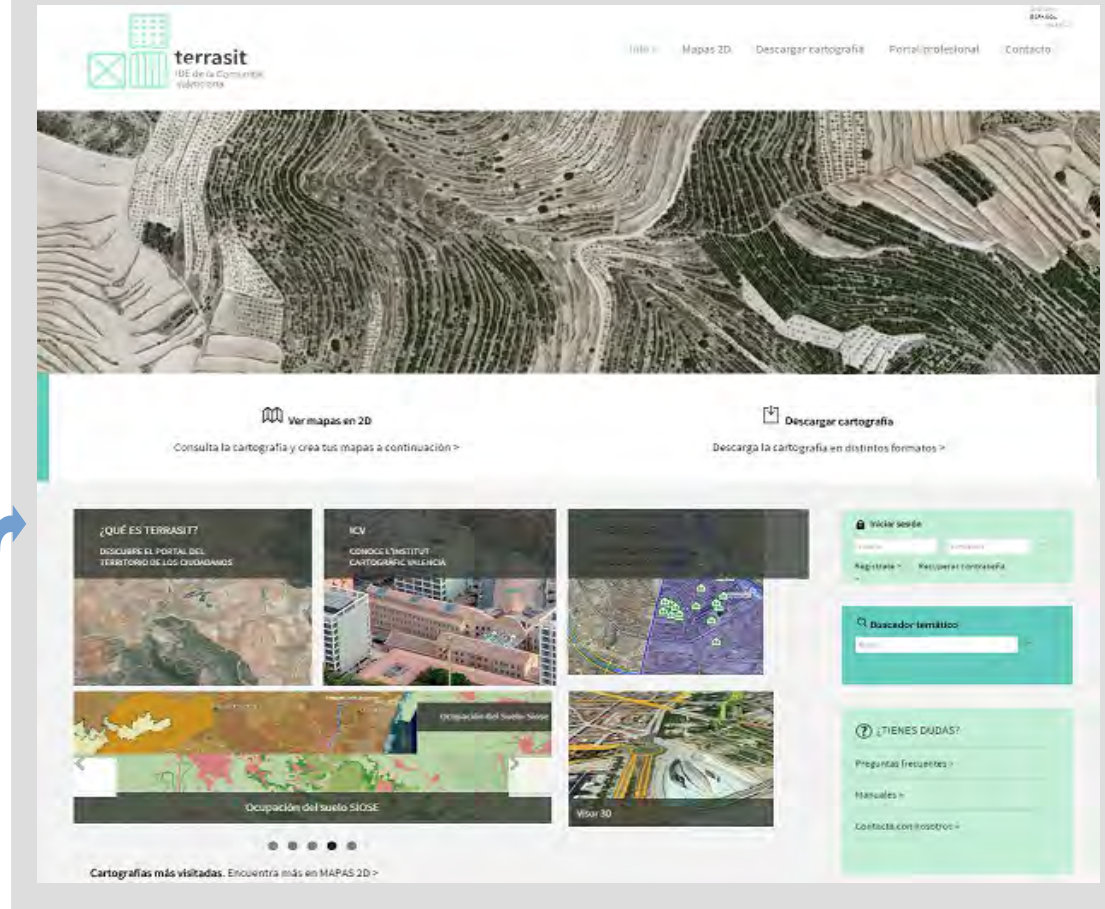 ESPAÑOL
terrasit
IDE de la Comunitat
Valenciana
Inicio
Mapas 2D
Descargar cartografía
Portal profesional
Contacto
Ver mapas en 2D
Consulta la cartografía y crea tus mapas a continuación >
Descargar cartografía
Descarga la cartografía en distintos formatos >
¿QUÉ ES TERRASIT?
DESCUBRE EL PORTAL DEL
TERRITORIO DE LOS CIUDADANOS
ICV
CONOCE L'INSTITUT
CARTOGRÀFIC VALENCIÀ
Iniciar sesión
Regístrate >
Recuperar contraseña
>
Buscador temático
Ocupación del Suelo Siose
Ocupación del suelo SIOSE
Visor 3D
¿TIENES DUDAS?
Preguntas frecuentes >
Manuales >
Contacta con nosotros >
Cartografías más visitadas. Encuentra más en MAPAS 2D >